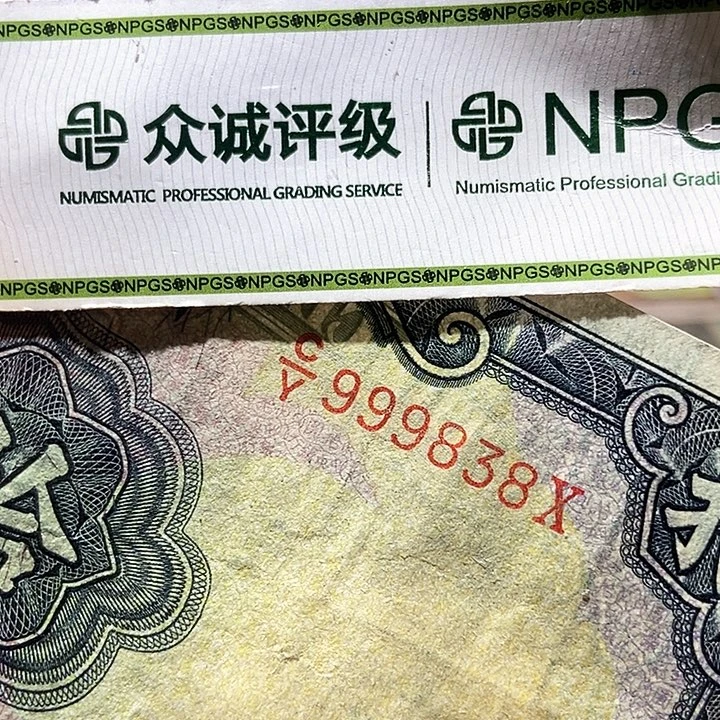 NPGS NPGS NPGS NPGS NPGS NPGS NPGS NPGS NPGS NPGS NPGS
众诚评级 NPG
NUMISMATIC PROFESSIONAL GRADING SERVICE Numismatic Professional Gradi
NPGS NPGS NPGS NPGS NPGS NPGS NPGS NPGS NPGS NPGS
C/Y 999838X